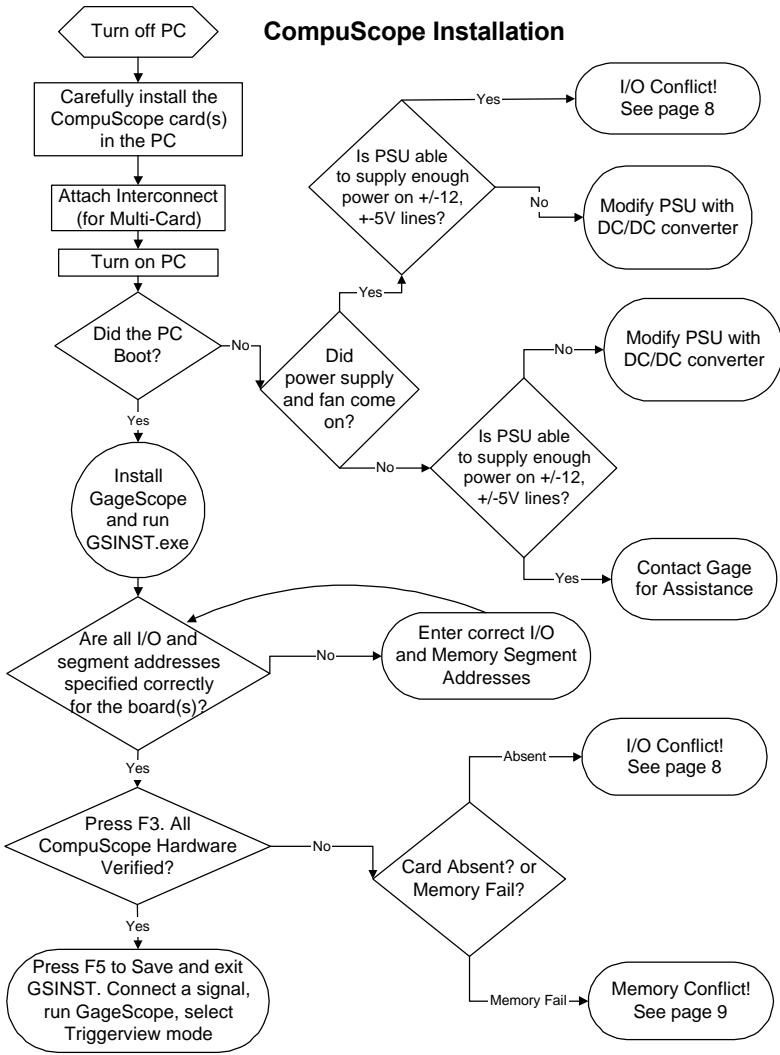 CompuScope Installation
Turn off PC
Carefully install the
CompuScope card(s)
in the PC
Attach Interconnect
(for Multi-Card)
Turn on PC
Did the PC
Boot?
No
Yes
Did
power supply
and fan come
on?
Yes
Is PSU able
to supply enough
power on +/-12,
+-5V lines?
Yes
I/O Conflict!
See page 8
No
Modify PSU with
DC/DC converter
No
Is PSU able
to supply enough
power on +/-12,
+/-5V lines?
No
Modify PSU with
DC/DC converter
Yes
Contact Gage
for Assistance
Install
GageScope
and run
GSINST.exe
Are all I/O and
segment addresses
specified correctly
for the board(s)?
No
Enter correct I/O
and Memory Segment
Addresses
Yes
Press F3. All
CompuScope Hardware
Verified?
No
Card Absent? or
Memory Fail?
Absent
I/O Conflict!
See page 8
Memory Fail
Memory Conflict!
See page 9
Yes
Press F5 to Save and exit
GSINST. Connect a signal,
run GageScope, select
Triggerview mode